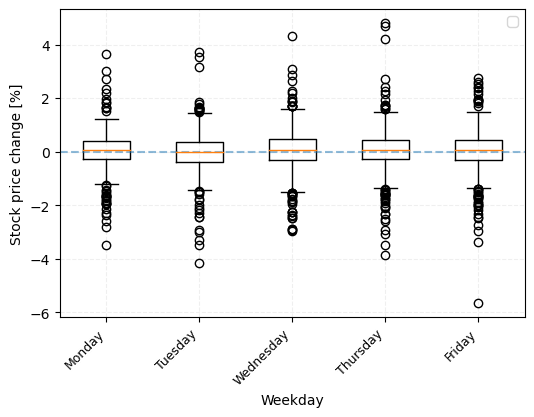 Stock price change [%]
4
2
0
−2
−4
−6
Monday
Tuesday
Wednesday
Thursday
Friday
Weekday